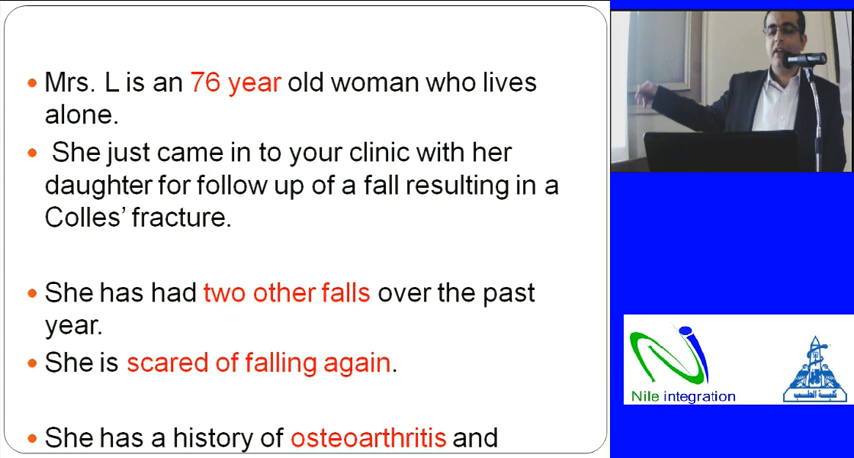 • Mrs. L is an 76 year old woman who lives
alone.
• She just came in to your clinic with her
daughter for follow up of a fall resulting in a
Colles' fracture.
• She has had two other falls over the past
year.
• She is scared of falling again.
• She has a history of osteoarthritis and
Nile integration
كلية الطب